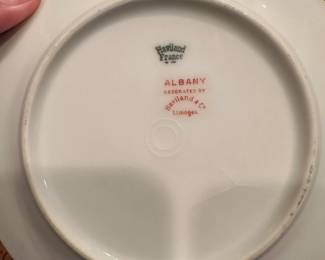 Haviland
France
ALBANY
DECORATED BY
Haviland & Co
Limoges